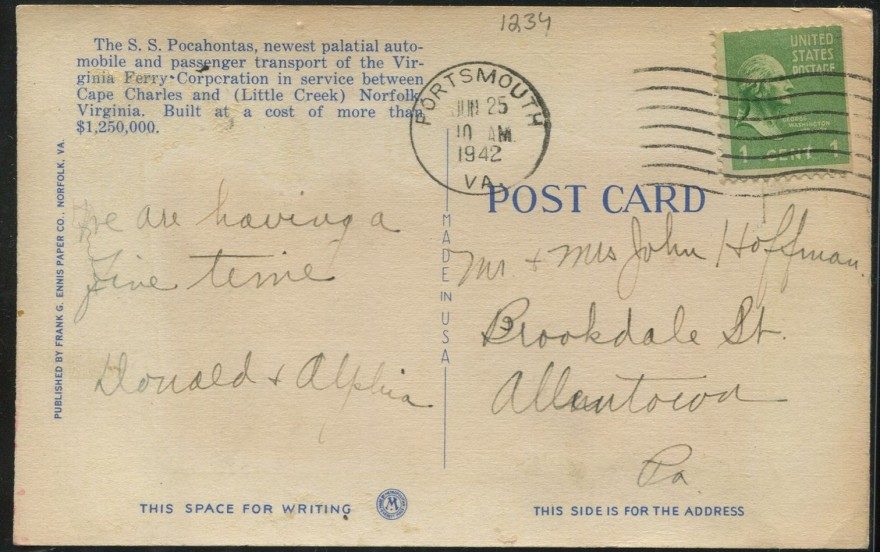 1234
The S. S. Pocahontas, newest palatial auto-
mobile and passenger transport of the Vir-
ginia Ferry Corporation in service between
Cape Charles and (Little Creek) Norfolk
Virginia. Built at a cost of more than
$1,250,000.
PORTSMOUTH
JUN 25
10 AM
1942
VA.
UNITED
STATES
POSTAGE
GEORGE
WASHINGTON
1 CENT 1
POST CARD
PUBLISHED BY FRANK G. ENNIS PAPER CO., NORFOLK, VA.
We are having a
fine time
Donald & Alphia
MADE IN USA
Mr + Mrs John Hoffman.
Brookdale St.
Allentown
Pa.
THIS SPACE FOR WRITING
M
THIS SIDE IS FOR THE ADDRESS